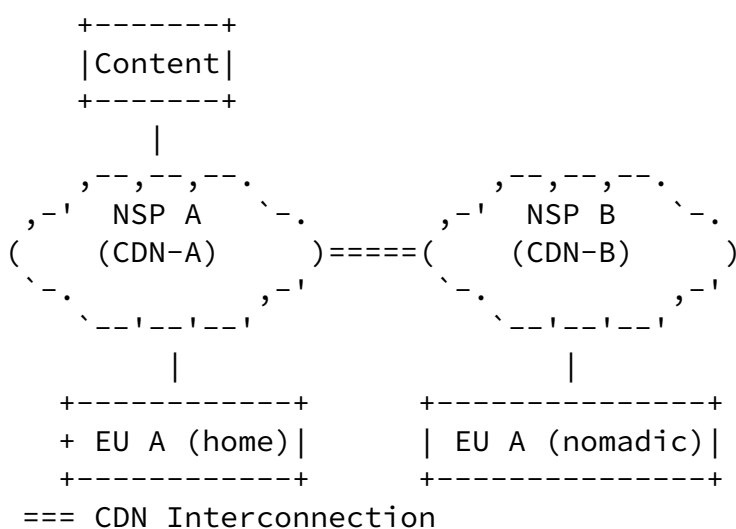 +-------+
|Content|
+-------+
|
,--,--,--. ,--,--,--.
,-' NSP A `-. ,-' NSP B `-.
( (CDN-A) )=====( (CDN-B) )
`-. ,-' `-. ,-'
`--'--'--' `--'--'--'
| |
+------------+ +---------------+
+ EU A (home)| | EU A (nomadic)|
+------------+ +---------------+
=== CDN Interconnection